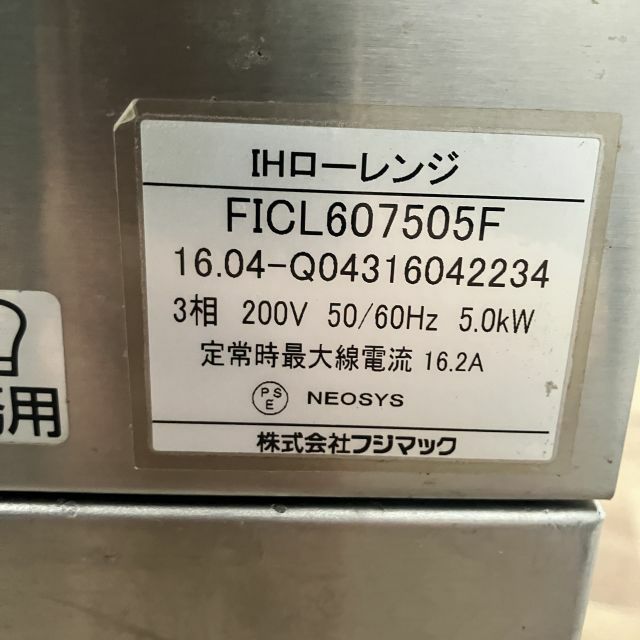 IHローレンジ
FICL607505F
16.04-Q04316042234
3相 200V 50/60Hz 5.0kW
定常時最大線電流 16.2A
PSE NEOSYS
株式会社フジマック
用